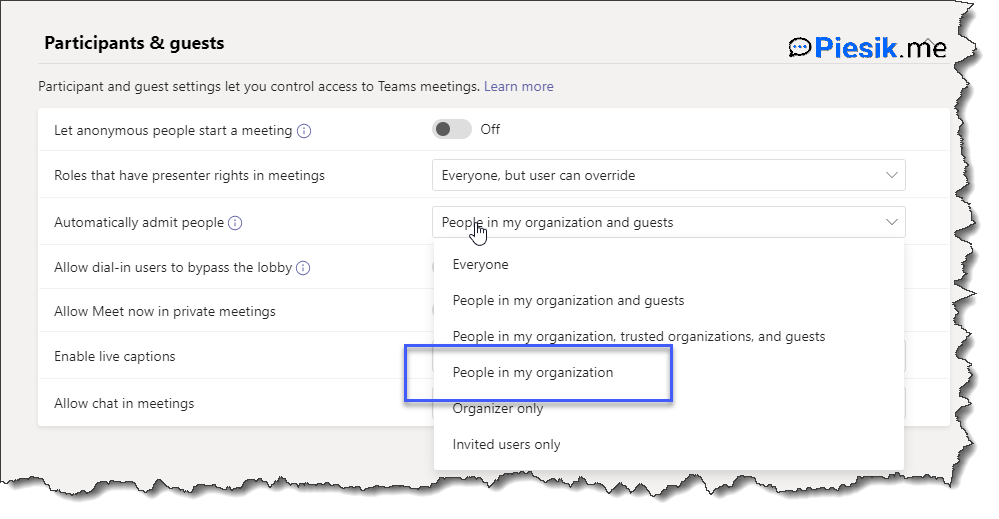 Participants & guests
Piesik.me
Participant and guest settings let you control access to Teams meetings. Learn more
Let anonymous people start a meeting
Off
Roles that have presenter rights in meetings
Everyone, but user can override
Automatically admit people
People in my organization and guests
Everyone
Allow dial-in users to bypass the lobby
People in my organization and guests
Allow Meet now in private meetings
People in my organization, trusted organizations, and guests
Enable live captions
People in my organization
Allow chat in meetings
Organizer only
Invited users only